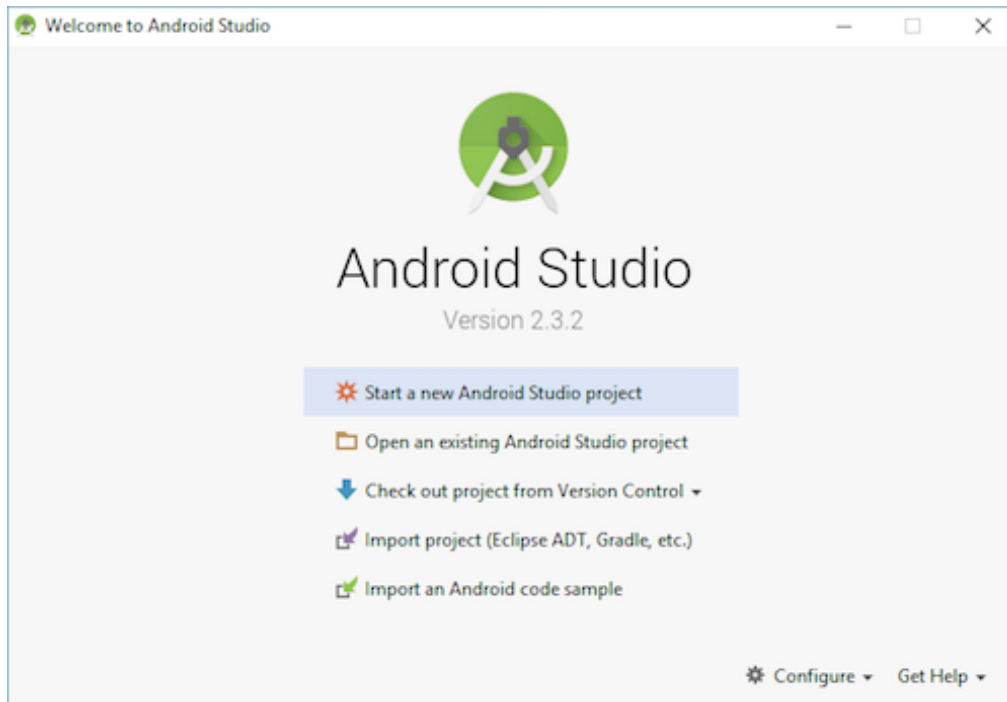 Welcome to Android Studio
Android Studio
Version 2.3.2
Start a new Android Studio project
Open an existing Android Studio project
Check out project from Version Control
Import project (Eclipse ADT, Gradle, etc.)
Import an Android code sample
Configure Get Help